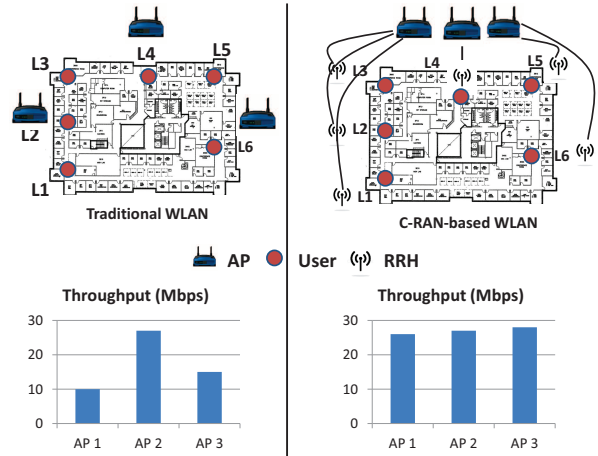 L3
L4
L5
L2
L6
L1
Traditional WLAN
L3
L4
L5
L2
L6
L1
C-RAN-based WLAN
AP
User
RRH
Throughput (Mbps)
30
20
10
0
AP 1
AP 2
AP 3
Throughput (Mbps)
30
20
10
0
AP 1
AP 2
AP 3